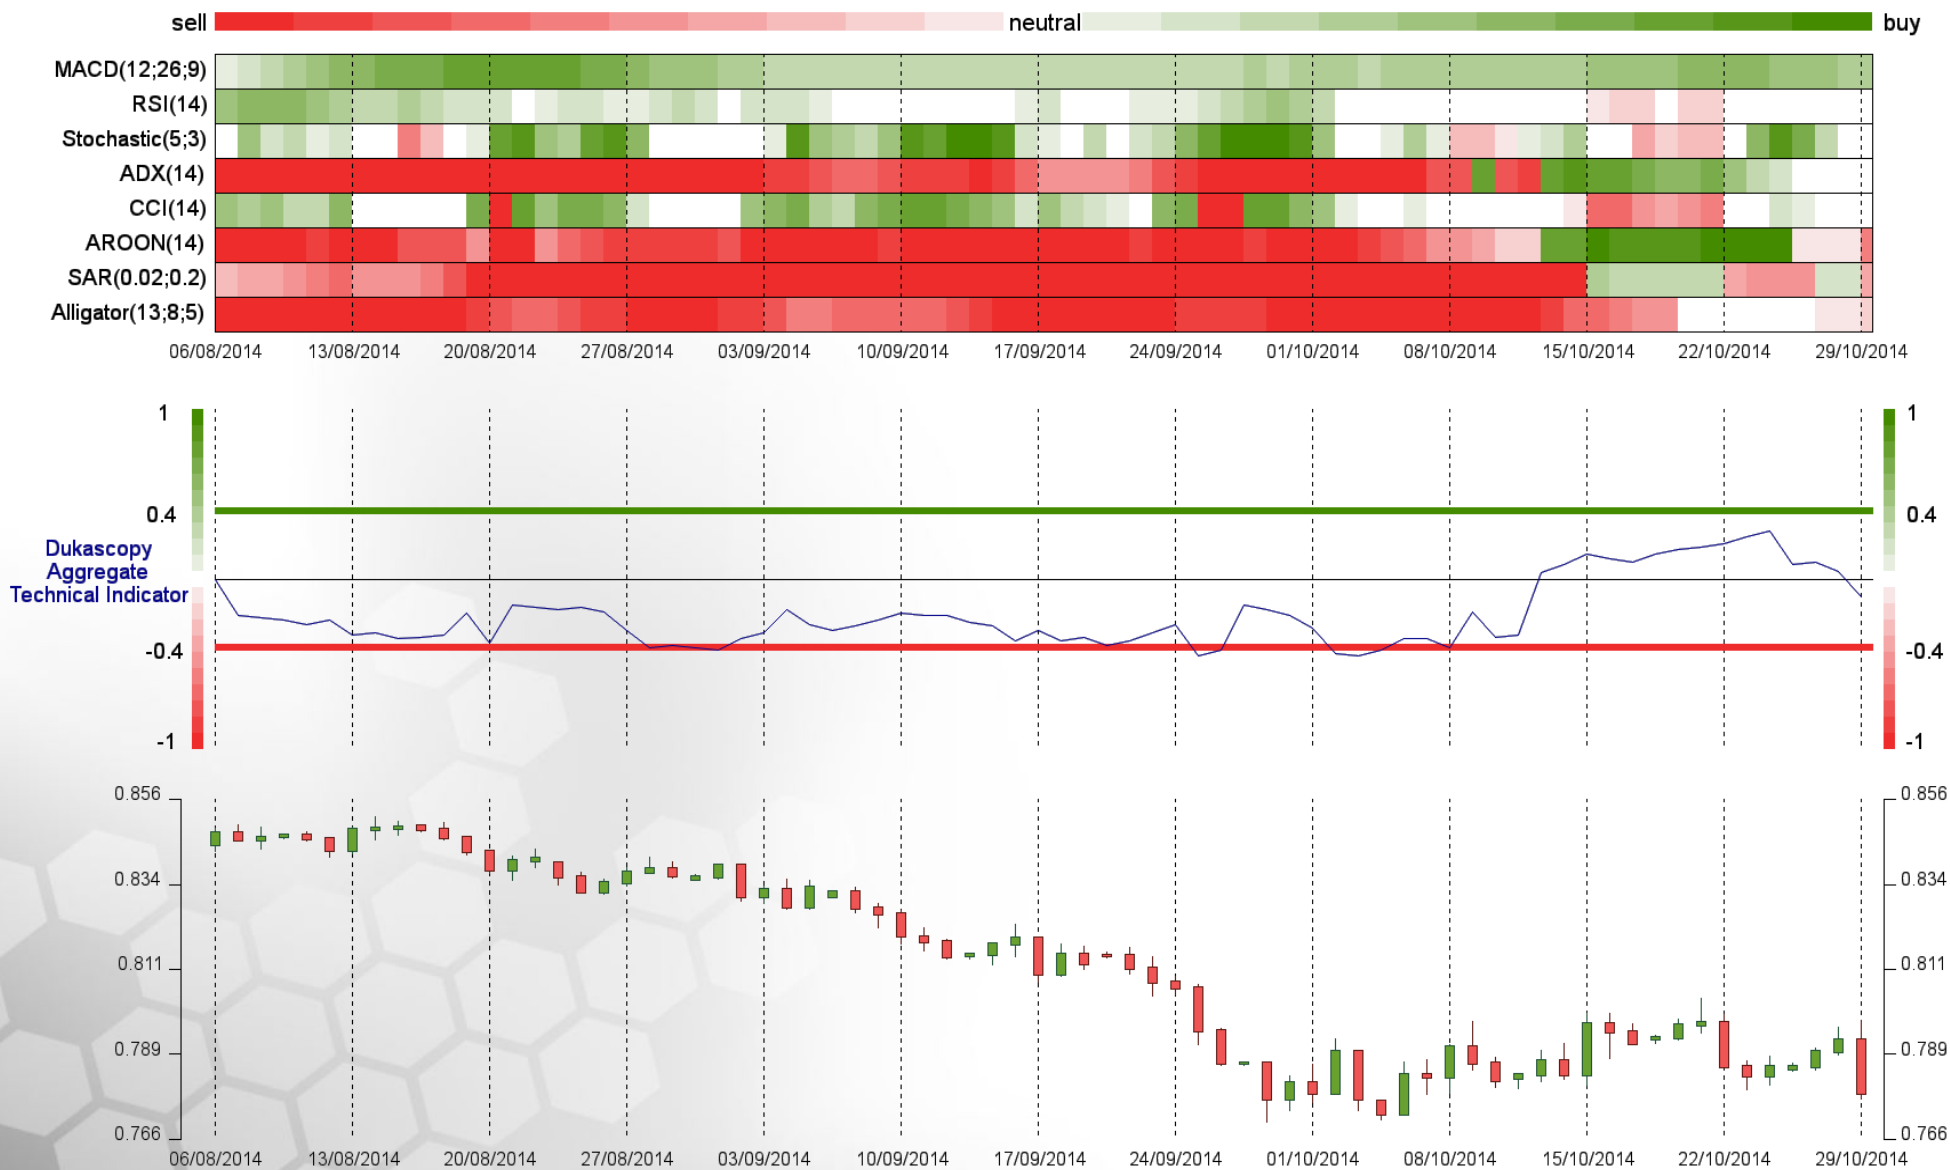 sell neutral buy
MACD(12;26;9)
RSI(14)
Stochastic(5;3)
ADX(14)
CCI(14)
AROON(14)
SAR(0.02;0.2)
Alligator(13;8;5)
06/08/2014 13/08/2014 20/08/2014 27/08/2014 03/09/2014 10/09/2014 17/09/2014 24/09/2014 01/10/2014 08/10/2014 15/10/2014 22/10/2014 29/10/2014
1 1
0.4 0.4
Dukascopy
Aggregate
Technical Indicator
-0.4 -0.4
-1 -1
0.856 0.856
0.834 0.834
0.811 0.811
0.789 0.789
0.766 0.766
06/08/2014 13/08/2014 20/08/2014 27/08/2014 03/09/2014 10/09/2014 17/09/2014 24/09/2014 01/10/2014 08/10/2014 15/10/2014 22/10/2014 29/10/2014